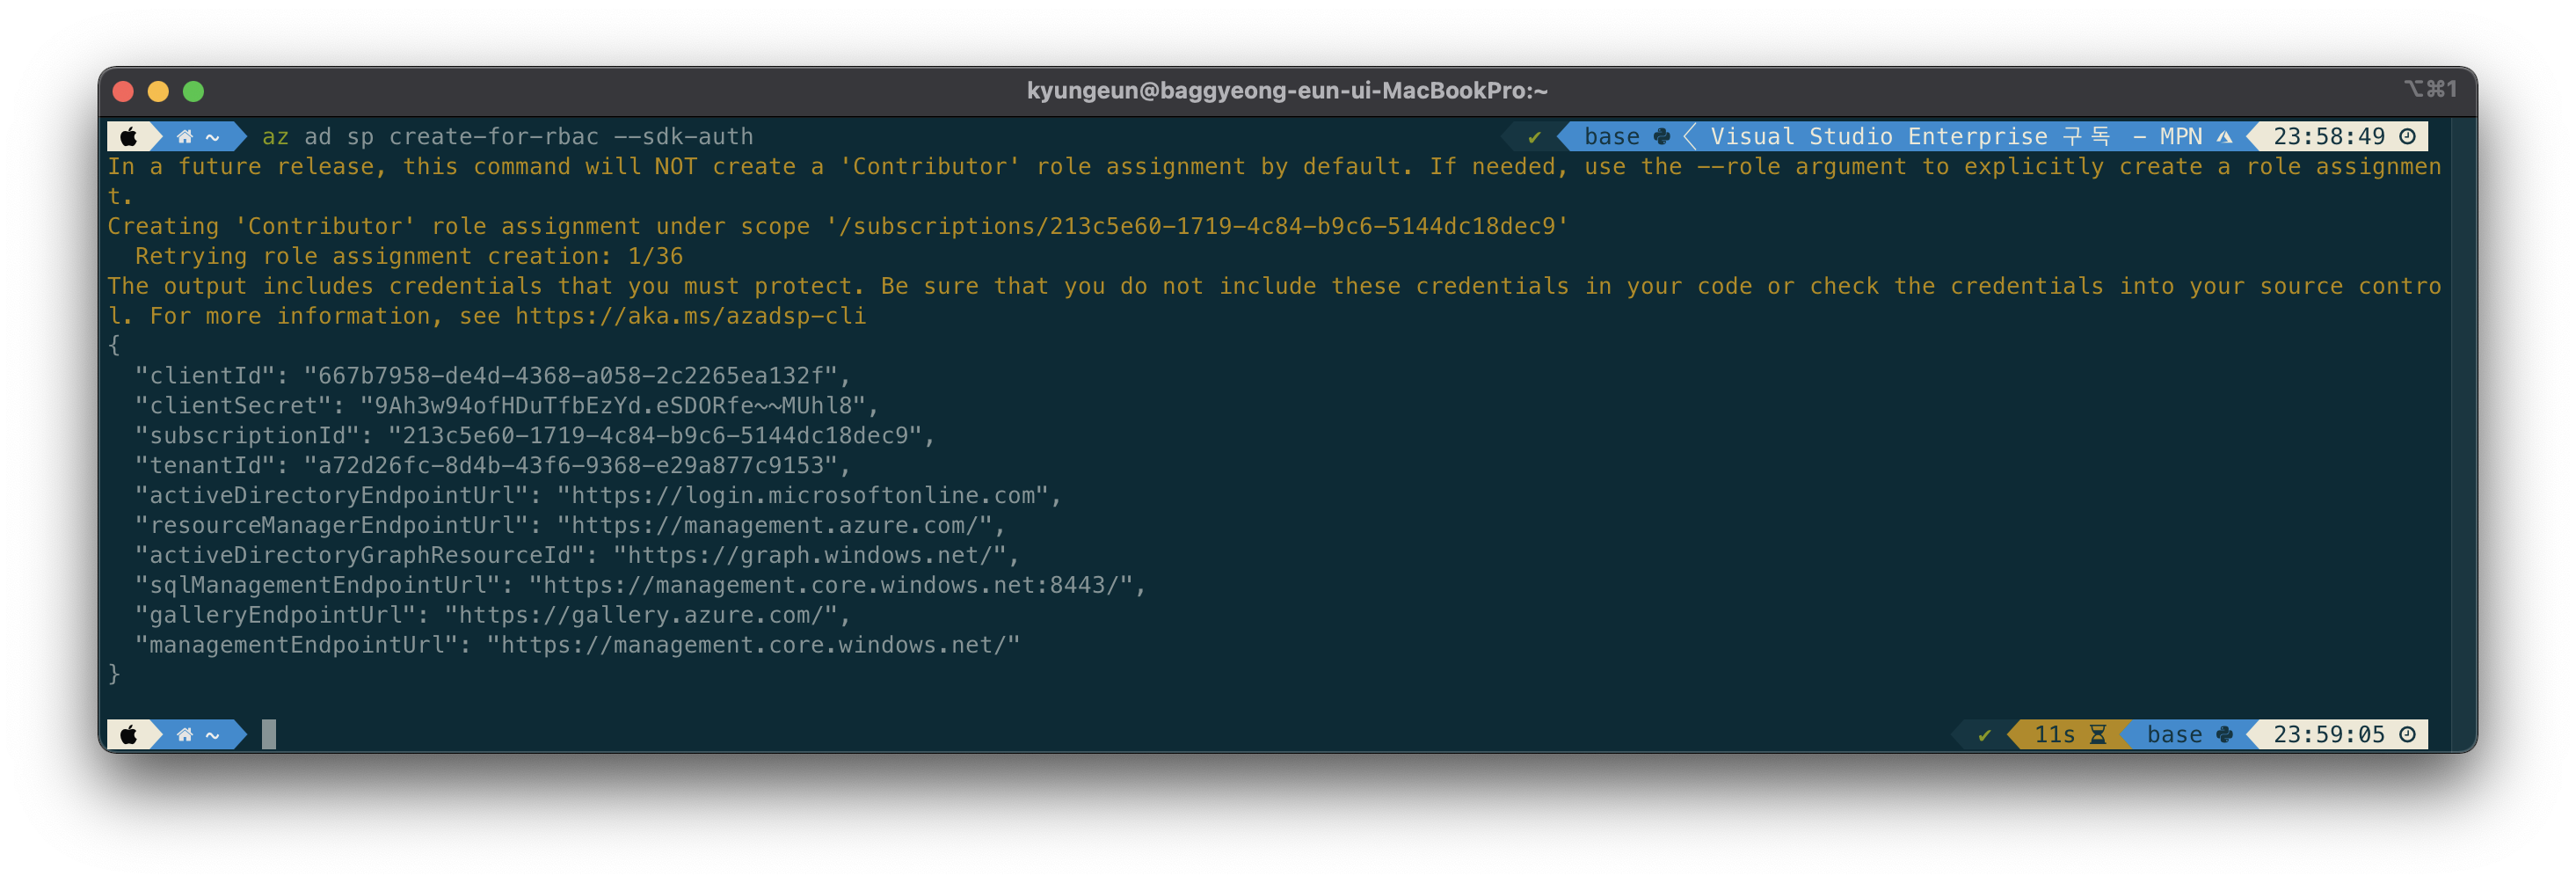 kyungeun@baggyeong-eun-ui-MacBookPro:~
⌥⌘1
~ az ad sp create-for-rbac --sdk-auth ✔ base Visual Studio Enterprise 구독 - MPN 23:58:49
In a future release, this command will NOT create a 'Contributor' role assignment by default. If needed, use the --role argument to explicitly create a role assignmen
t.
Creating 'Contributor' role assignment under scope '/subscriptions/213c5e60-1719-4c84-b9c6-5144dc18dec9'
  Retrying role assignment creation: 1/36
The output includes credentials that you must protect. Be sure that you do not include these credentials in your code or check the credentials into your source contro
l. For more information, see https://aka.ms/azadsp-cli
{
  "clientId": "667b7958-de4d-4368-a058-2c2265ea132f",
  "clientSecret": "9Ah3w94ofHDuTfbEzYd.eSDORfe~~MUhl8",
  "subscriptionId": "213c5e60-1719-4c84-b9c6-5144dc18dec9",
  "tenantId": "a72d26fc-8d4b-43f6-9368-e29a877c9153",
  "activeDirectoryEndpointUrl": "https://login.microsoftonline.com",
  "resourceManagerEndpointUrl": "https://management.azure.com/",
  "activeDirectoryGraphResourceId": "https://graph.windows.net/",
  "sqlManagementEndpointUrl": "https://management.core.windows.net:8443/",
  "galleryEndpointUrl": "https://gallery.azure.com/",
  "managementEndpointUrl": "https://management.core.windows.net/"
}
~ ✔ 11s base 23:59:05